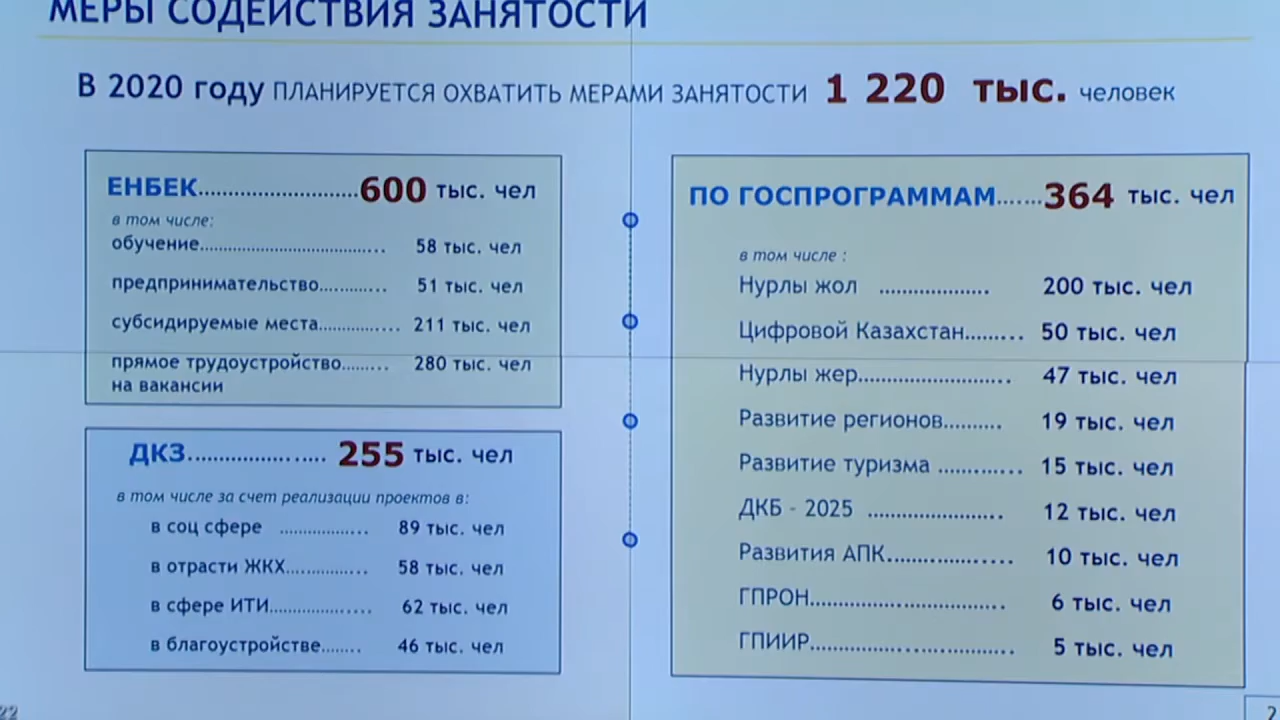 МЕРЫ СОДЕЙСТВИЯ ЗАНЯТОСТИ
В 2020 году ПЛАНИРУЕТСЯ ОХВАТИТЬ МЕРАМИ ЗАНЯТОСТИ 1 220 тыс. человек
ЕНБЕК...........................600 тыс. чел
в том числе:
обучение..................................... 58 тыс. чел
предпринимательство............ 51 тыс. чел
субсидируемые места.............. 211 тыс. чел
прямое трудоустройство........ 280 тыс. чел
на вакансии
ДКЗ....................... 255 тыс. чел
в том числе за счет реализации проектов в:
в соц сфере .................. 89 тыс. чел
в отрасти ЖКХ.............. 58 тыс. чел
в сфере ИТИ.................. 62 тыс. чел
в благоустройстве....... 46 тыс. чел
ПО ГОСПРОГРАММАМ.......364 тыс. чел
в том числе :
Нурлы жол ................... 200 тыс. чел
Цифровой Казахстан......... 50 тыс. чел
Нурлы жер.......................... 47 тыс. чел
Развитие регионов.......... 19 тыс. чел
Развитие туризма .............. 15 тыс. чел
ДКБ - 2025 ....................... 12 тыс. чел
Развития АПК..................... 10 тыс. чел
ГПРОН................................. 6 тыс. чел
ГПИИР.................................. 5 тыс. чел
22
2